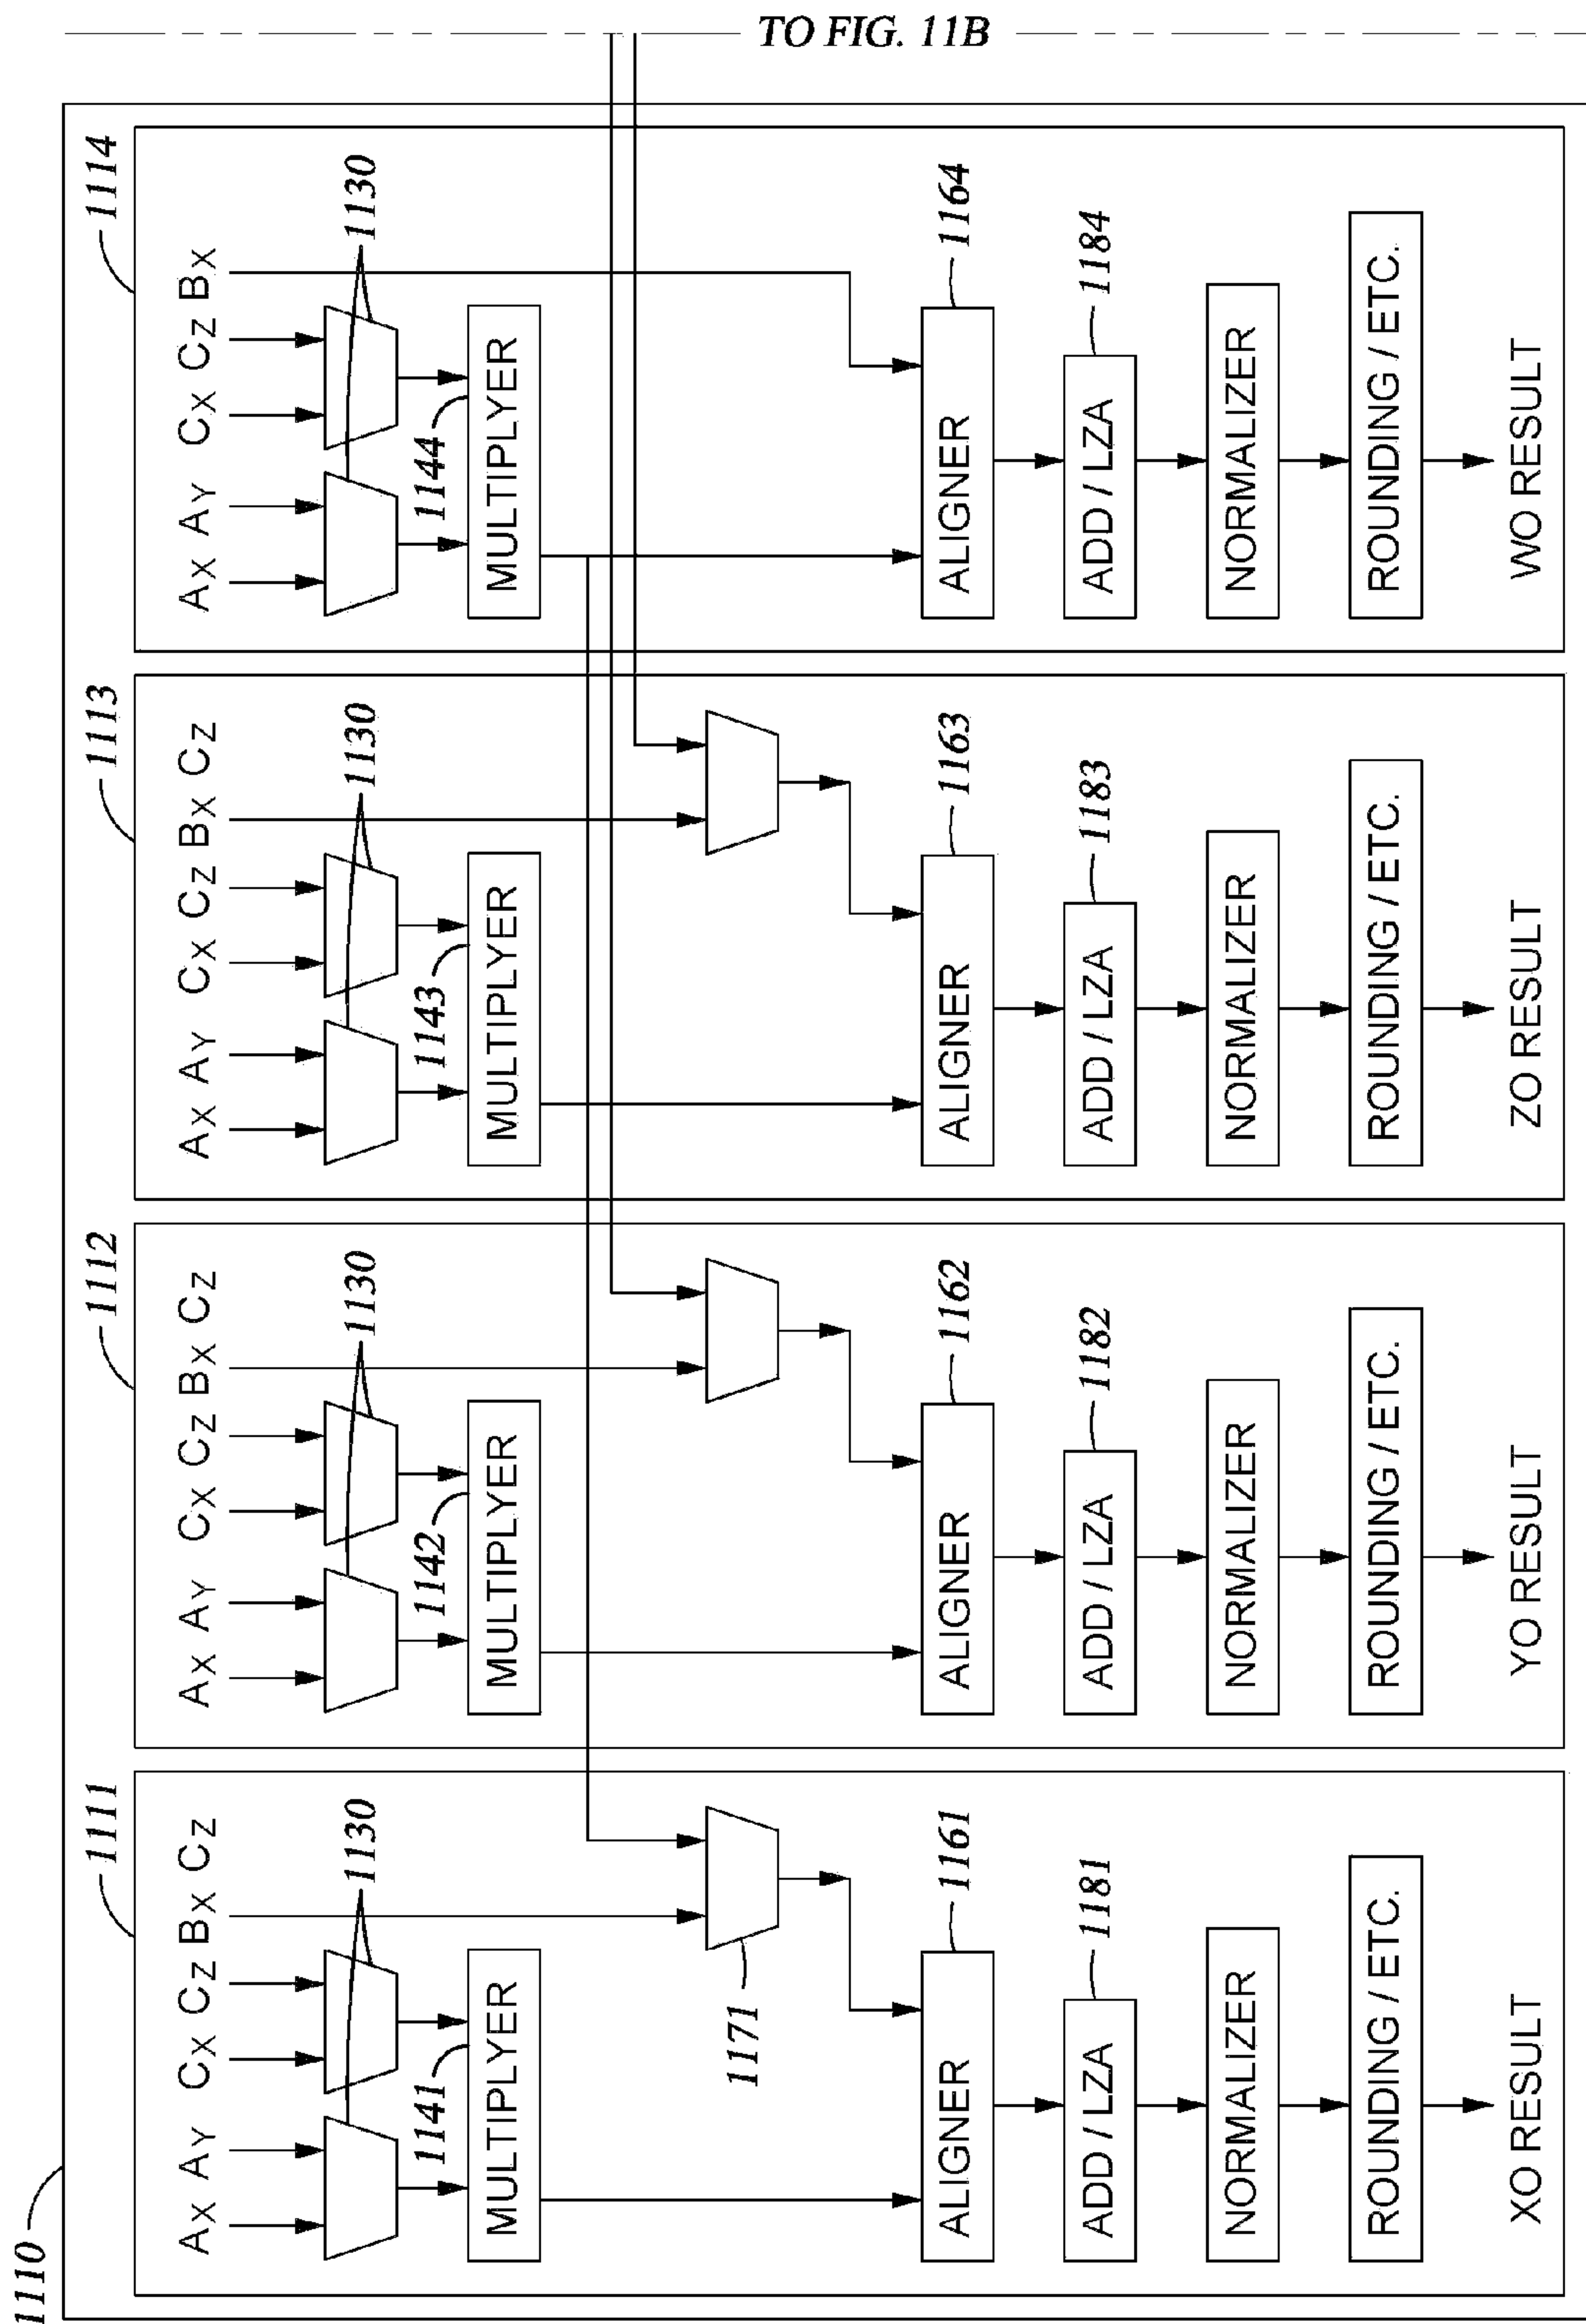 1110
1111
Ax Ay Cx Cz Bx Cz
1130
1141
MULTIPLYER
1171
1161
ALIGNER
1181
ADD / LZA
NORMALIZER
ROUNDING / ETC.
XO RESULT
1112
Ax Ay Cx Cz Bx Cz
1130
1142
MULTIPLYER
1162
ALIGNER
1182
ADD / LZA
NORMALIZER
ROUNDING / ETC.
YO RESULT
1113
Ax Ay Cx Cz Bx Cz
1130
1143
MULTIPLYER
1163
ALIGNER
1183
ADD / LZA
NORMALIZER
ROUNDING / ETC.
ZO RESULT
1114
Ax Ay Cx Cz Bx
1130
1144
MULTIPLYER
1164
ALIGNER
1184
ADD / LZA
NORMALIZER
ROUNDING / ETC.
WO RESULT
TO FIG. 11B